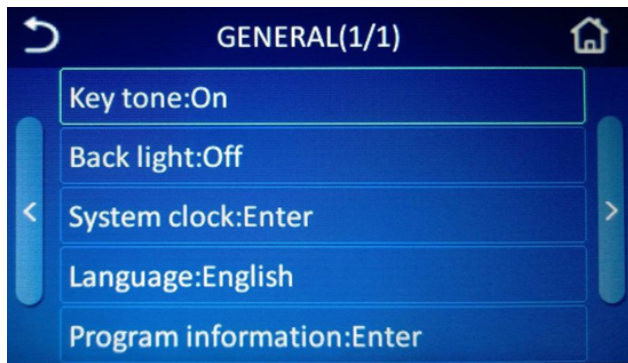 GENERAL(1/1)
Key tone:On
Back light:Off
System clock:Enter
Language:English
Program information:Enter